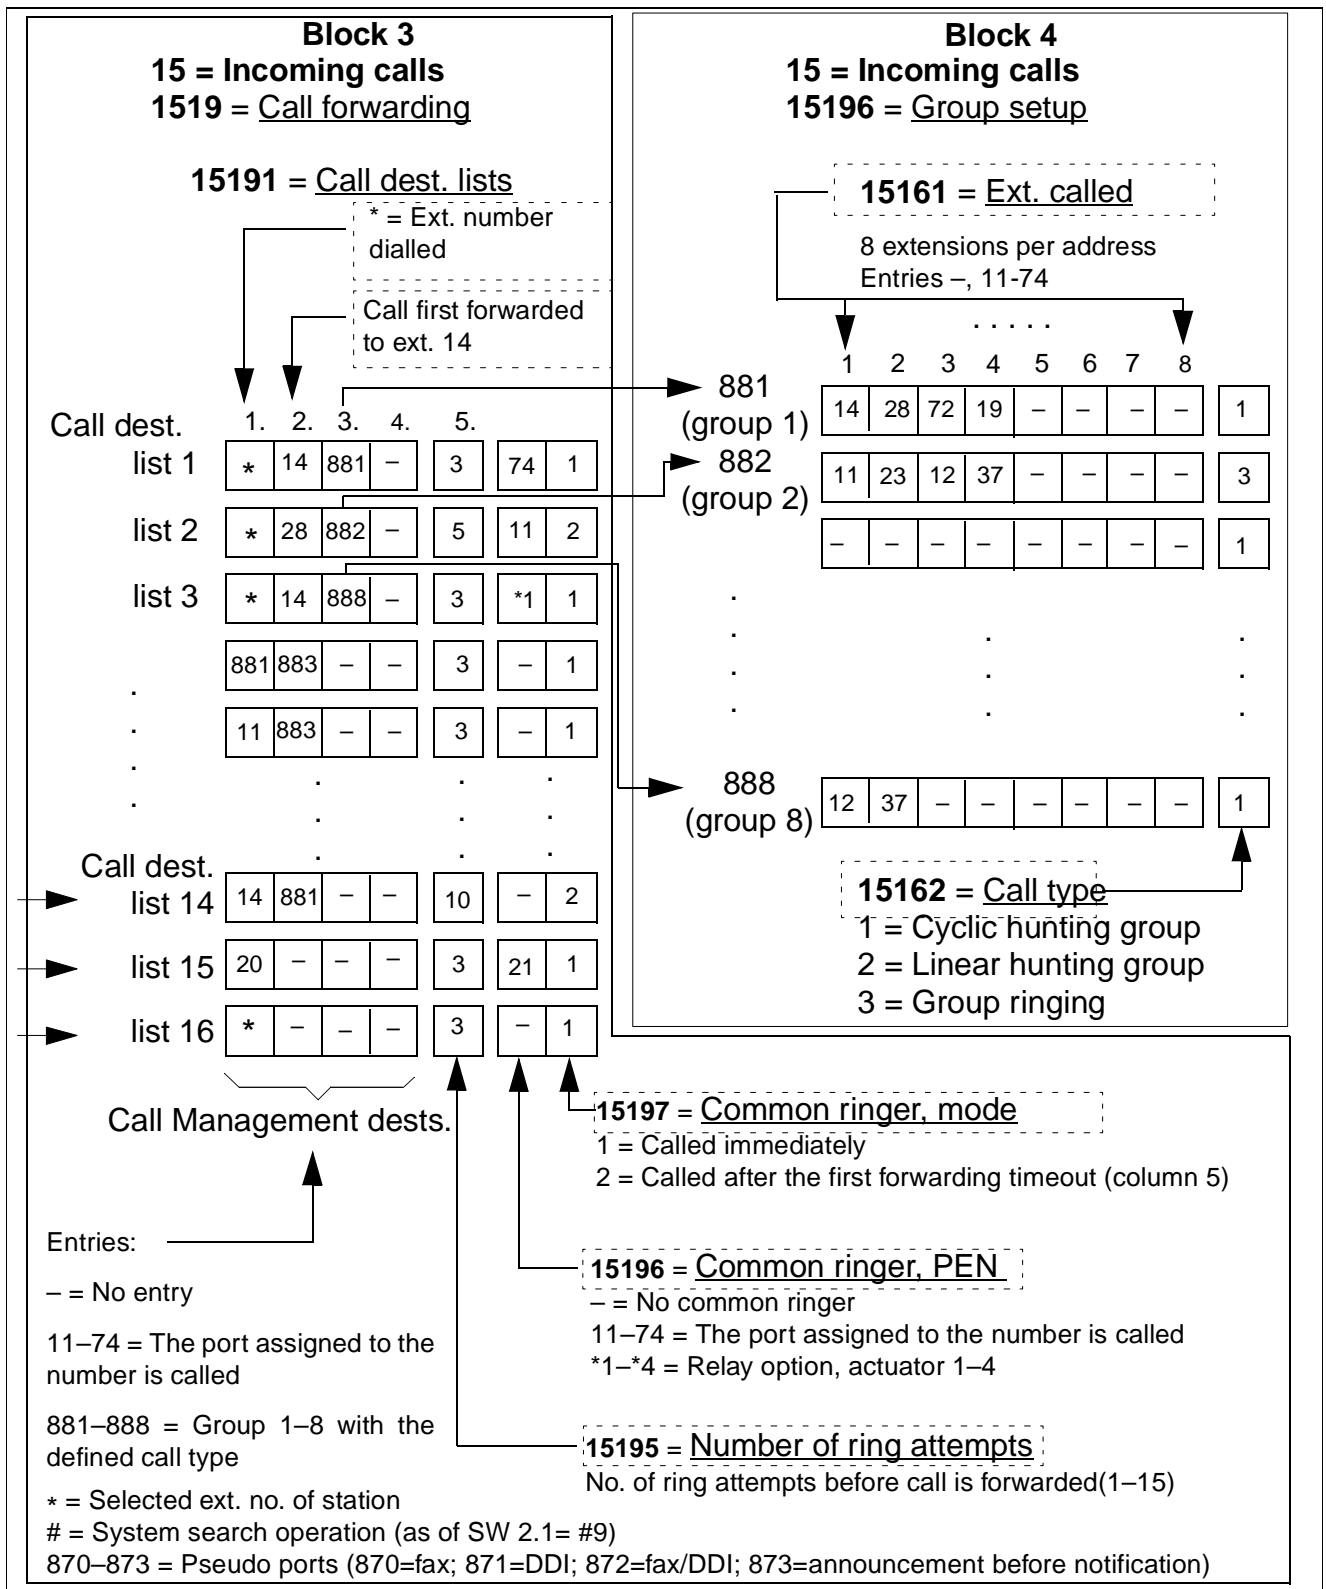 Block 3
15 = Incoming calls
1519 = Call forwarding
15191 = Call dest. lists
* = Ext. number
dialled
Call first forwarded
to ext. 14
Call dest.
1. 2. 3. 4. 5.
list 1 * 14 881 – 3 74 1
list 2 * 28 882 – 5 11 2
list 3 * 14 888 – 3 *1 1
881 883 – – 3 – 1
11 883 – – 3 – 1
Call dest.
list 14 14 881 – – 10 – 2
list 15 20 – – – 3 21 1
list 16 * – – – 3 – 1
Call Management dests.
Block 4
15 = Incoming calls
15196 = Group setup
15161 = Ext. called
8 extensions per address
Entries –, 11-74
. . . . .
1 2 3 4 5 6 7 8
881 14 28 72 19 – – – – 1
(group 1)
882 11 23 12 37 – – – – 3
(group 2)
– – – – – – – – 1
888 12 37 – – – – – – 1
(group 8)
15162 = Call type
1 = Cyclic hunting group
2 = Linear hunting group
3 = Group ringing
15197 = Common ringer, mode
1 = Called immediately
2 = Called after the first forwarding timeout (column 5)
15196 = Common ringer, PEN
– = No common ringer
11–74 = The port assigned to the number is called
*1–*4 = Relay option, actuator 1–4
15195 = Number of ring attempts
No. of ring attempts before call is forwarded(1–15)
Entries:
– = No entry
11–74 = The port assigned to the
number is called
881–888 = Group 1–8 with the
defined call type
* = Selected ext. no. of station
# = System search operation (as of SW 2.1= #9)
870–873 = Pseudo ports (870=fax; 871=DDI; 872=fax/DDI; 873=announcement before notification)